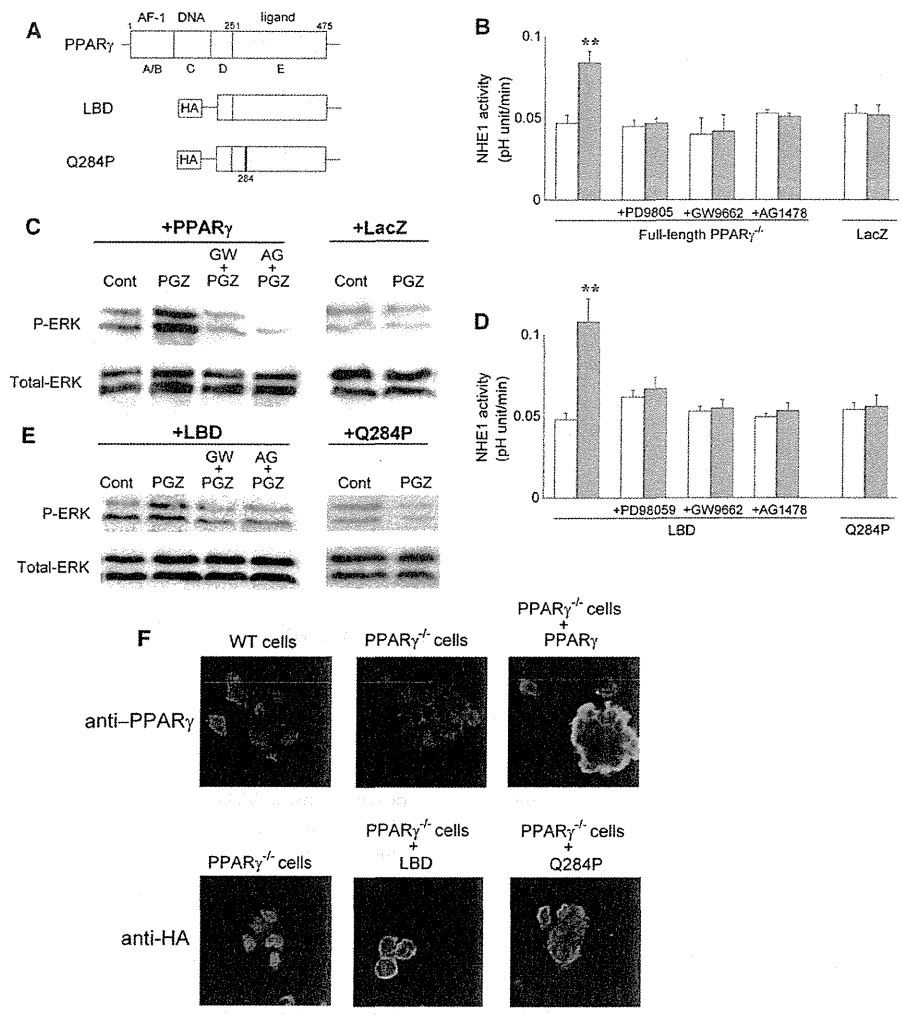 A
AF-1 DNA ligand
1 251 475
PPARγ
A/B C D E
LBD
HA
Q284P
HA
284
B
NHE1 activity
(pH unit/min)
0.1
0.05
0
**
+PD9805 +GW9662 +AG1478
Full-length PPARγ-/- LacZ
C
+PPARγ +LacZ
GW AG
+ +
Cont PGZ PGZ PGZ Cont PGZ
P-ERK
Total-ERK
D
NHE1 activity
(pH unit/min)
0.1
0.05
0
**
+PD98059 +GW9662 +AG1478
LBD Q284P
E
+LBD +Q284P
GW AG
+ +
Cont PGZ PGZ PGZ Cont PGZ
P-ERK
Total-ERK
F
WT cells PPARγ-/- cells PPARγ-/- cells
+
PPARγ
anti–PPARγ
PPARγ-/- cells PPARγ-/- cells PPARγ-/- cells
+ +
LBD Q284P
anti-HA